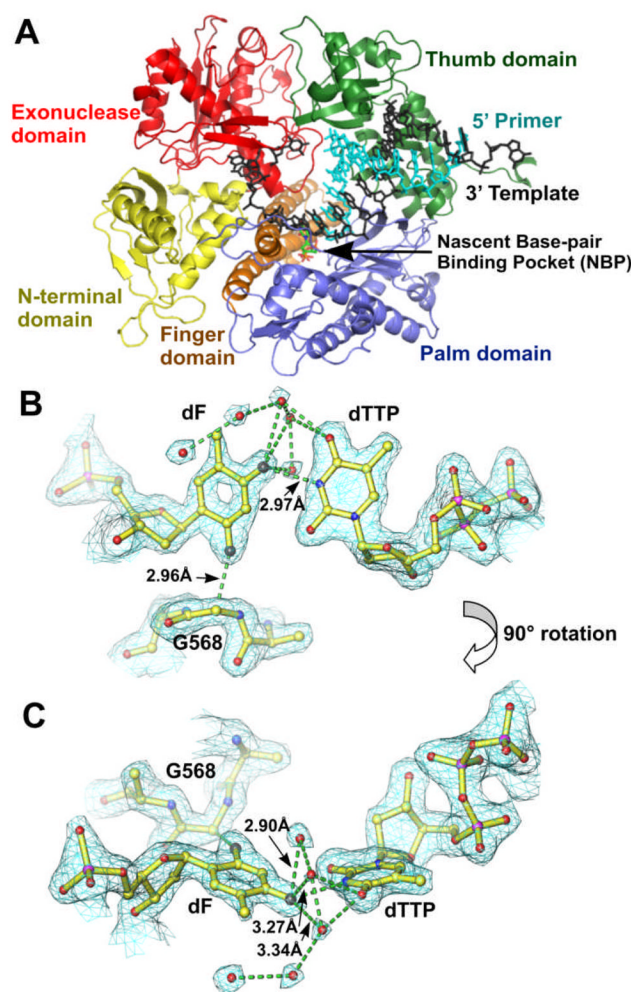 A
Thumb domain
Exonuclease
domain
5’ Primer
3’ Template
Nascent Base-pair
Binding Pocket (NBP)
N-terminal
domain
Finger
domain
Palm domain
B
dF
dTTP
2.97Å
2.96Å
G568
90° rotation
C
G568
2.90Å
dF
3.27Å
3.34Å
dTTP